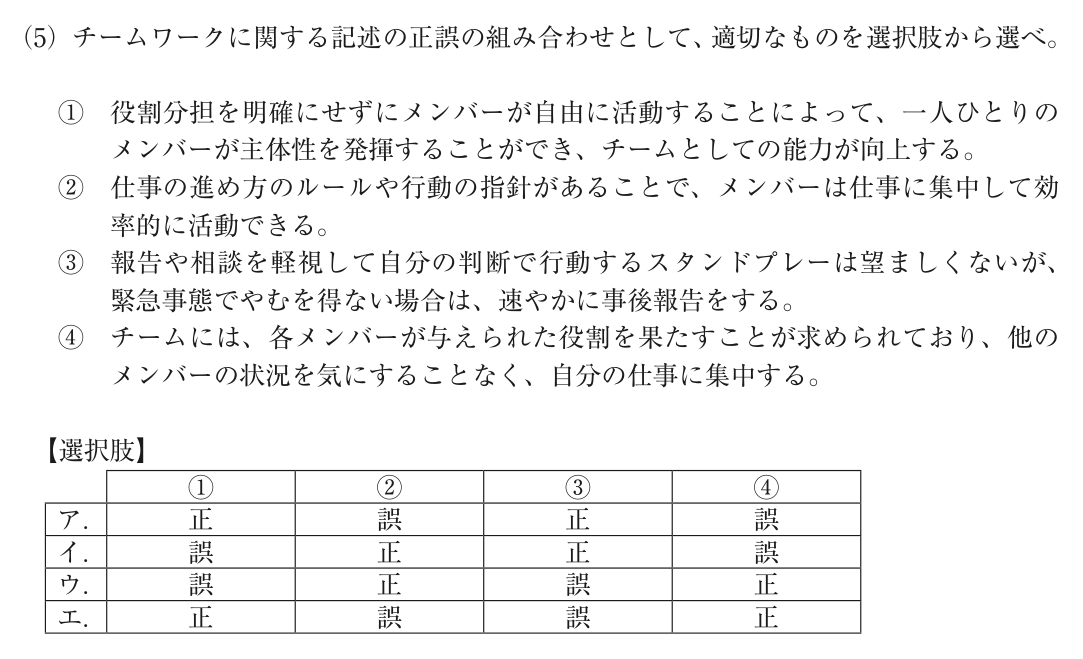 (5) チームワークに関する記述の正誤の組み合わせとして、適切なものを選択肢から選べ。
① 役割分担を明確にせずにメンバーが自由に活動することによって、一人ひとりの
メンバーが主体性を発揮することができ、チームとしての能力が向上する。
② 仕事の進め方のルールや行動の指針があることで、メンバーは仕事に集中して効
率的に活動できる。
③ 報告や相談を軽視して自分の判断で行動するスタンドプレーは望ましくないが、
緊急事態でやむを得ない場合は、速やかに事後報告をする。
④ チームには、各メンバーが与えられた役割を果たすことが求められており、他の
メンバーの状況を気にすることなく、自分の仕事に集中する。
【選択肢】
① ② ③ ④
ア. 正 誤 正 誤
イ. 誤 正 正 誤
ウ. 誤 正 誤 正
エ. 正 誤 誤 正